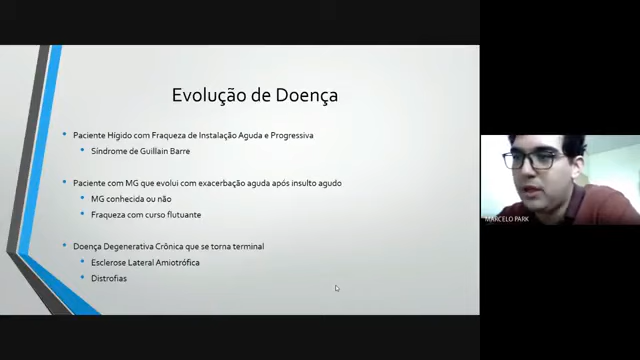 Evolução de Doença
Paciente Hígido com Fraqueza de Instalação Aguda e Progressiva
Síndrome de Guillain Barre
Paciente com MG que evolui com exacerbação aguda após insulto agudo
MG conhecida ou não
Fraqueza com curso flutuante
Doença Degenerativa Crônica que se torna terminal
Esclerose Lateral Amiotrófica
Distrofias
MARCELO PARK